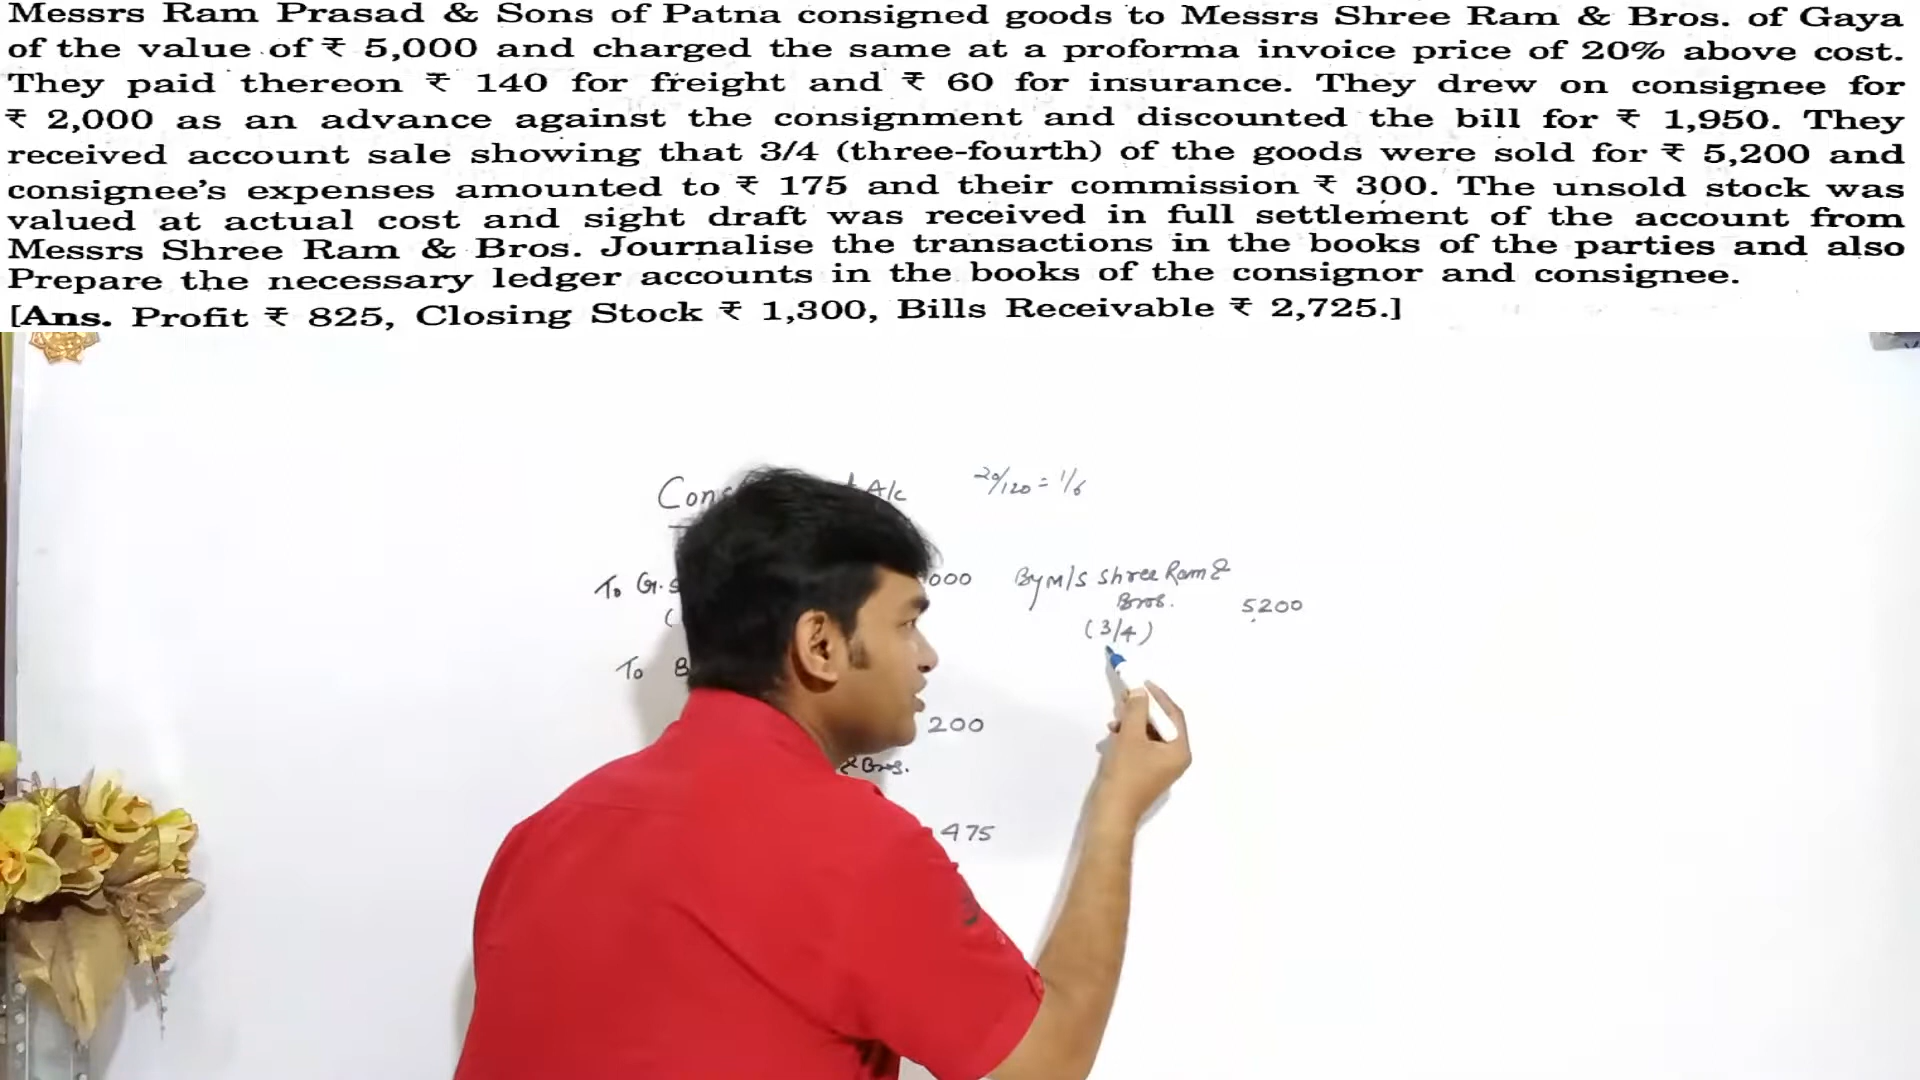 Messrs Ram Prasad & Sons of Patna consigned goods to Messrs Shree Ram & Bros. of Gaya
of the value of ₹ 5,000 and charged the same at a proforma invoice price of 20% above cost.
They paid thereon ₹ 140 for freight and ₹ 60 for insurance. They drew on consignee for
₹ 2,000 as an advance against the consignment and discounted the bill for ₹ 1,950. They
received account sale showing that 3/4 (three-fourth) of the goods were sold for ₹ 5,200 and
consignee's expenses amounted to ₹ 175 and their commission ₹ 300. The unsold stock was
valued at actual cost and sight draft was received in full settlement of the account from
Messrs Shree Ram & Bros. Journalise the transactions in the books of the parties and also
Prepare the necessary ledger accounts in the books of the consignor and consignee.
[Ans. Profit ₹ 825, Closing Stock ₹ 1,300, Bills Receivable ₹ 2,725.]
A/c 20/120 = 1/6
To G. 000 By M/s Shree Ram &
Bros. 5200
( (3/4)
To B
200
& Bros.
475